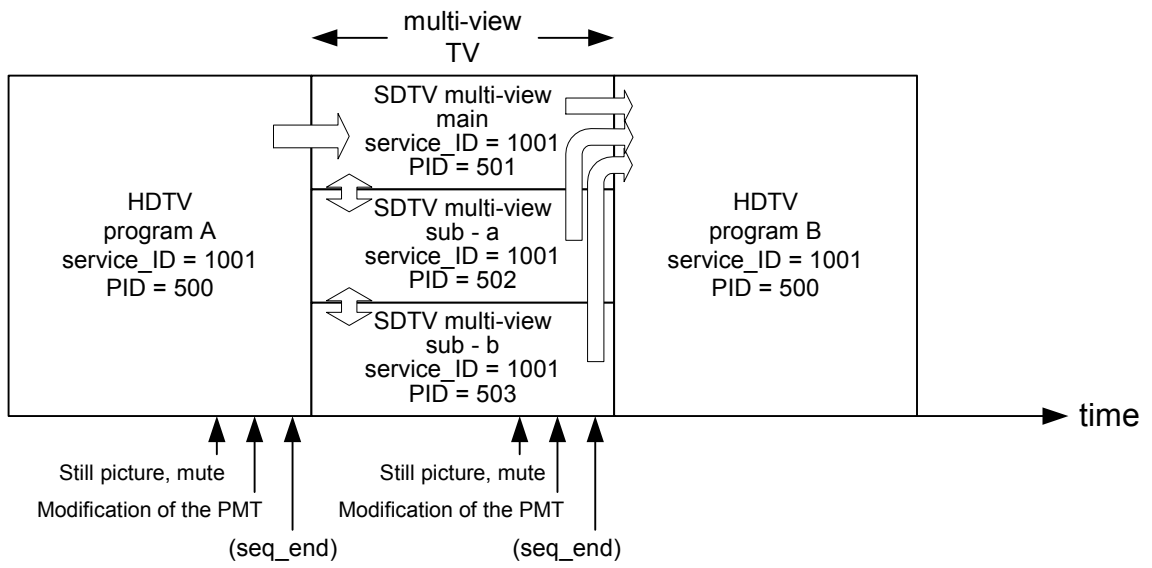 multi-view
TV
HDTV
program A
service_ID = 1001
PID = 500
SDTV multi-view
main
service_ID = 1001
PID = 501
SDTV multi-view
sub - a
service_ID = 1001
PID = 502
SDTV multi-view
sub - b
service_ID = 1001
PID = 503
HDTV
program B
service_ID = 1001
PID = 500
time
Still picture, mute
Modification of the PMT
(seq_end)
Still picture, mute
Modification of the PMT
(seq_end)